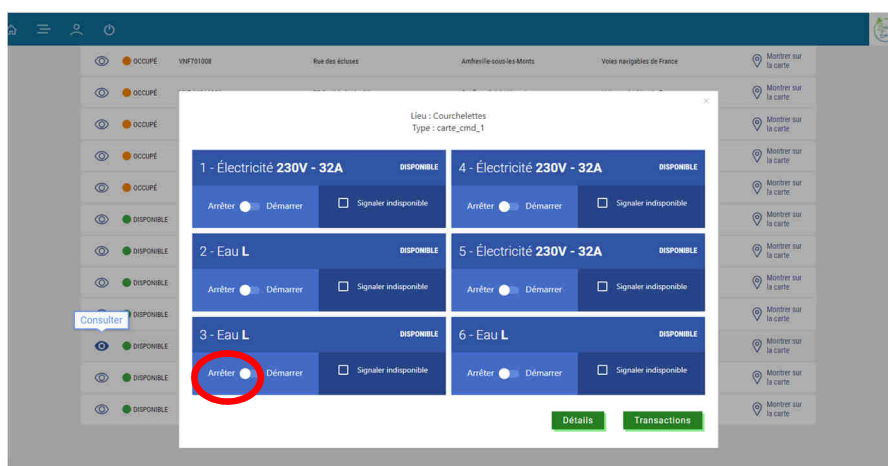 OCCUPÉ VNF701008 Rue des écluses Amfreville-sous-les-Monts Voies navigables de France Montrer sur
la carte
OCCUPÉ Montrer sur
la carte
Lieu : Courchelettes
Type : carte_cmd_1
OCCUPÉ Montrer sur
la carte
OCCUPÉ Montrer sur
la carte
1 - Électricité 230V - 32A DISPONIBLE 4 - Électricité 230V - 32A DISPONIBLE
OCCUPÉ Montrer sur
la carte
Arrêter Démarrer Signaler indisponible Arrêter Démarrer Signaler indisponible
DISPONIBLE Montrer sur
la carte
2 - Eau L DISPONIBLE 5 - Électricité 230V - 32A DISPONIBLE
DISPONIBLE Montrer sur
la carte
Arrêter Démarrer Signaler indisponible Arrêter Démarrer Signaler indisponible
DISPONIBLE Montrer sur
la carte
Consulter DISPONIBLE Montrer sur
la carte
3 - Eau L DISPONIBLE 6 - Eau L DISPONIBLE
DISPONIBLE Montrer sur
la carte
Arrêter Démarrer Signaler indisponible Arrêter Démarrer Signaler indisponible
DISPONIBLE Montrer sur
la carte
DISPONIBLE Montrer sur
la carte
Détails Transactions